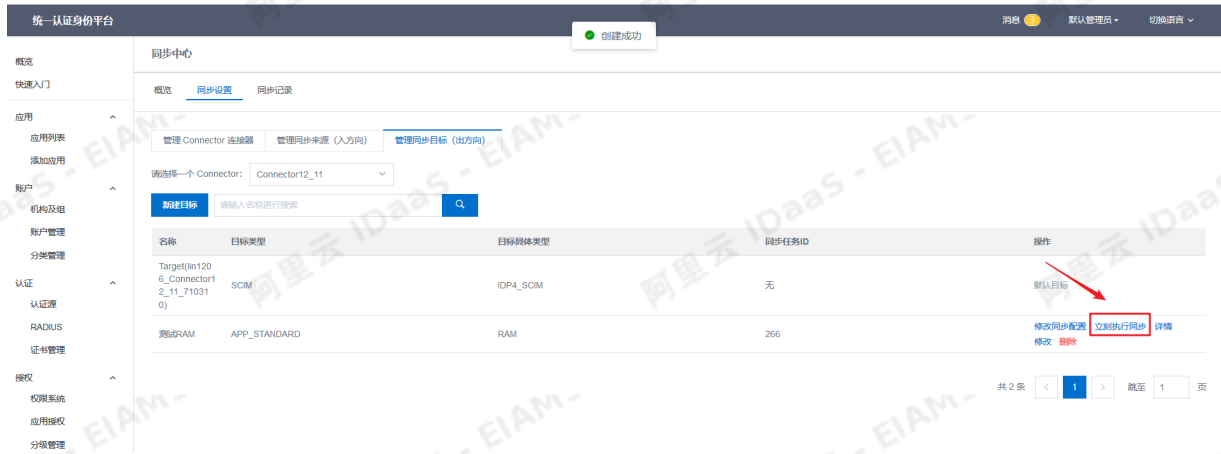 统一认证身份平台
消息 3 默认管理员 切换语言
创建成功
概览
快速入门
应用
应用列表
添加应用
账户
机构及组
账户管理
分类管理
认证
认证源
RADIUS
证书管理
授权
权限系统
应用授权
分级管理
同步中心
概览 同步设置 同步记录
管理 Connector 连接器 管理同步来源（入方向） 管理同步目标（出方向）
请选择一个 Connector: Connector12_11
新建目标 请输入名称进行搜索
名称 目标类型 目标具体类型 同步任务ID 操作
Target(lin120
6_Connector1
2_11_71031
0)
SCIM IDP4_SCIM 无 默认目标
测试RAM APP_STANDARD RAM 266 修改同步配置 立刻执行同步 详情
修改 删除
共 2 条 < 1 > 跳至 1 页
阿里云 IDaaS - EIAM-